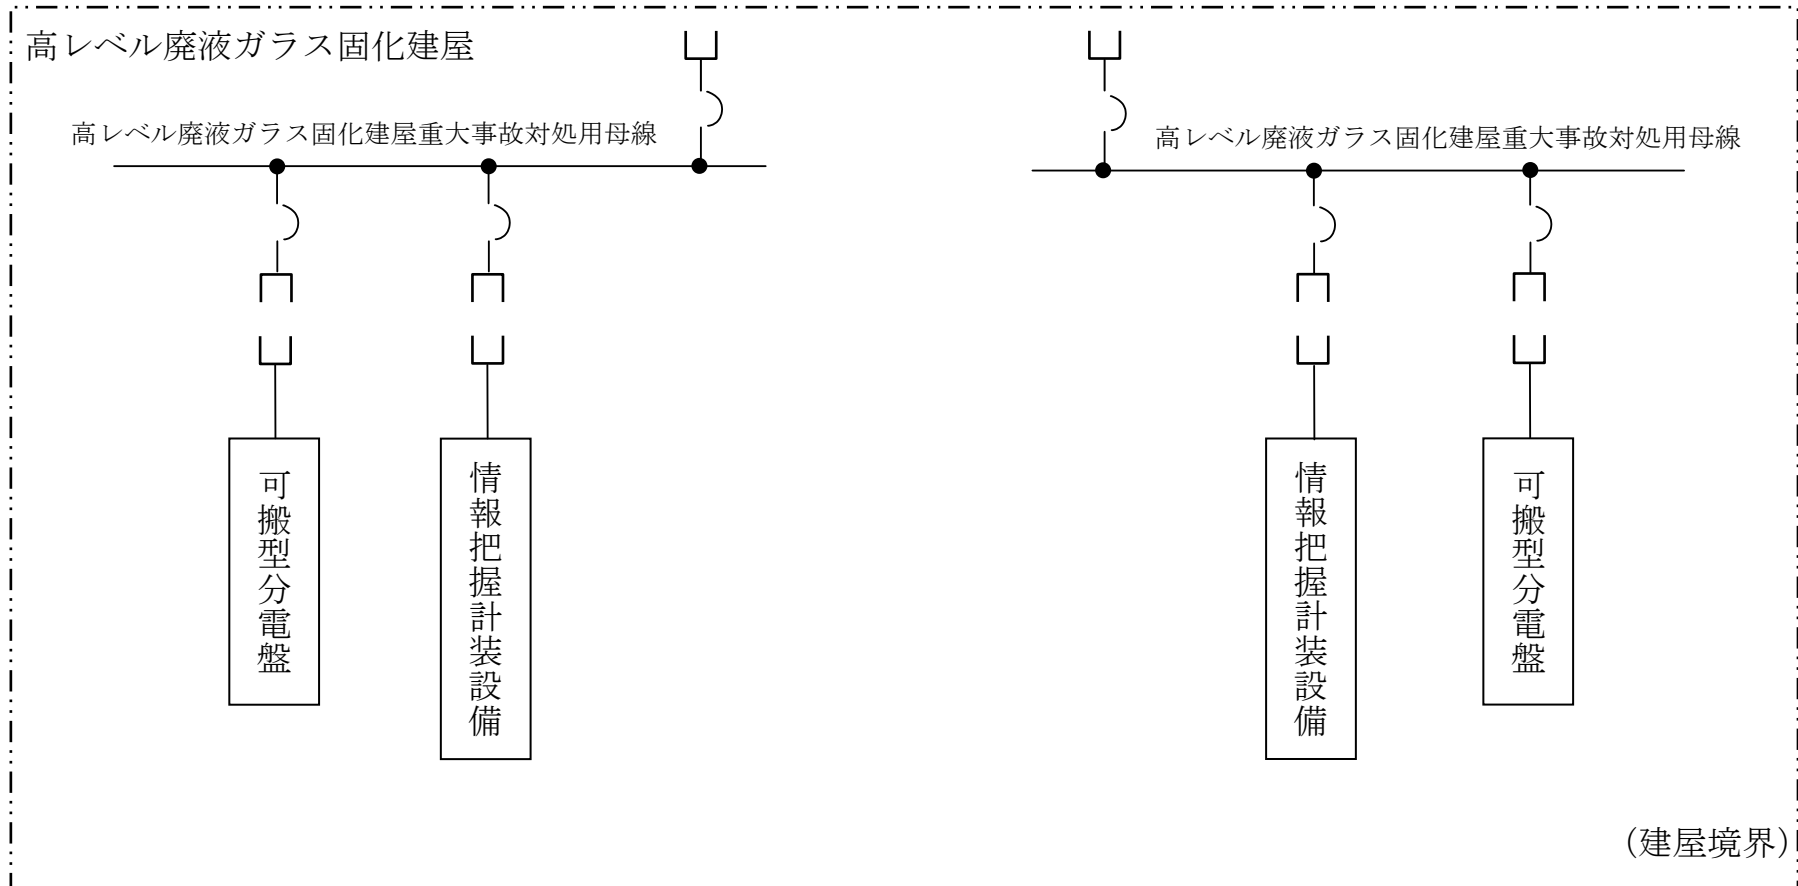 高レベル廃液ガラス固化建屋
高レベル廃液ガラス固化建屋重大事故対処用母線
高レベル廃液ガラス固化建屋重大事故対処用母線
可搬型分電盤
情報把握計装設備
情報把握計装設備
可搬型分電盤
（建屋境界）